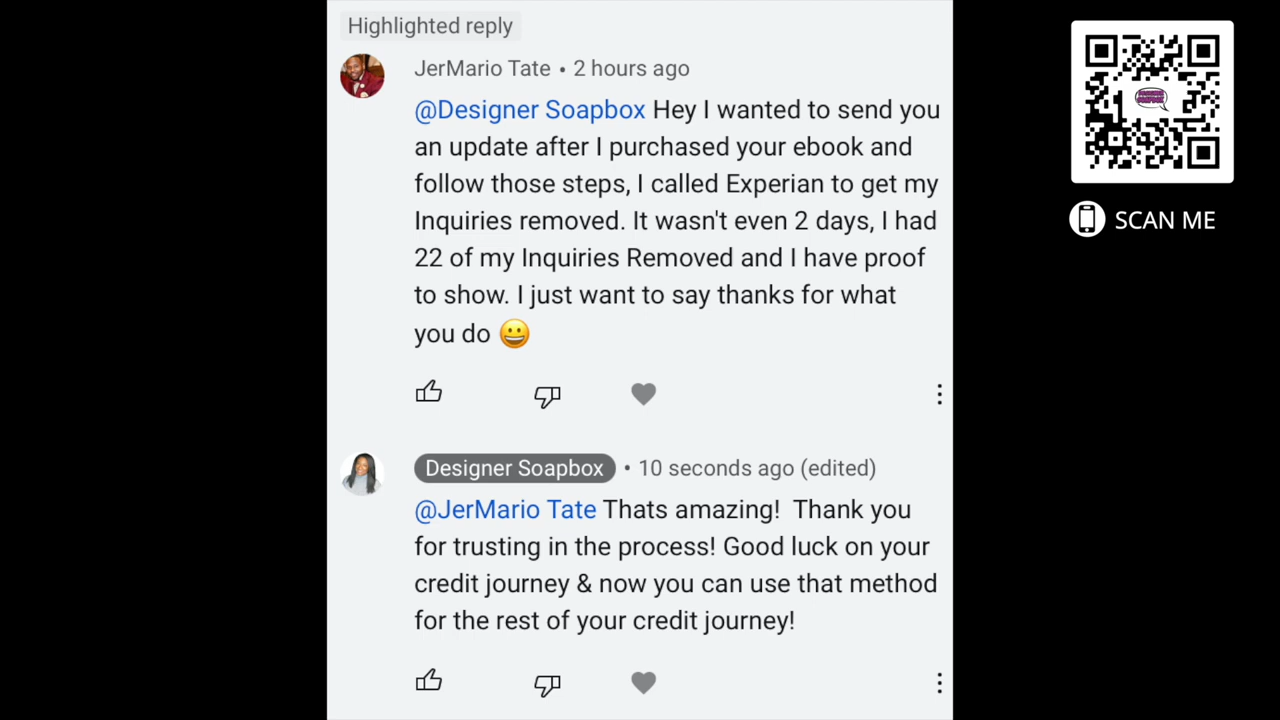 Highlighted reply
JerMario Tate • 2 hours ago
@Designer Soapbox Hey I wanted to send you
an update after I purchased your ebook and
follow those steps, I called Experian to get my
Inquiries removed. It wasn't even 2 days, I had
22 of my Inquiries Removed and I have proof
to show. I just want to say thanks for what
you do 😀
Designer Soapbox • 10 seconds ago (edited)
@JerMario Tate Thats amazing! Thank you
for trusting in the process! Good luck on your
credit journey & now you can use that method
for the rest of your credit journey!
SCAN ME